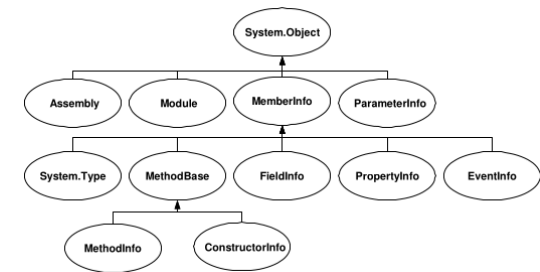 System.Object
Assembly
Module
MemberInfo
ParameterInfo
System.Type
MethodBase
FieldInfo
PropertyInfo
EventInfo
MethodInfo
ConstructorInfo